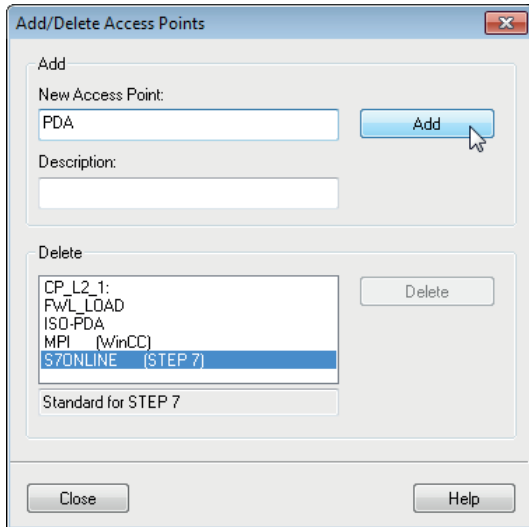 Add/Delete Access Points
Add
New Access Point:
PDA
Add
Description:
Delete
CP_L2_1:
FWL_LOAD
ISO-PDA
MPI (WinCC)
S7ONLINE (STEP 7)
Delete
Standard for STEP 7
Close
Help